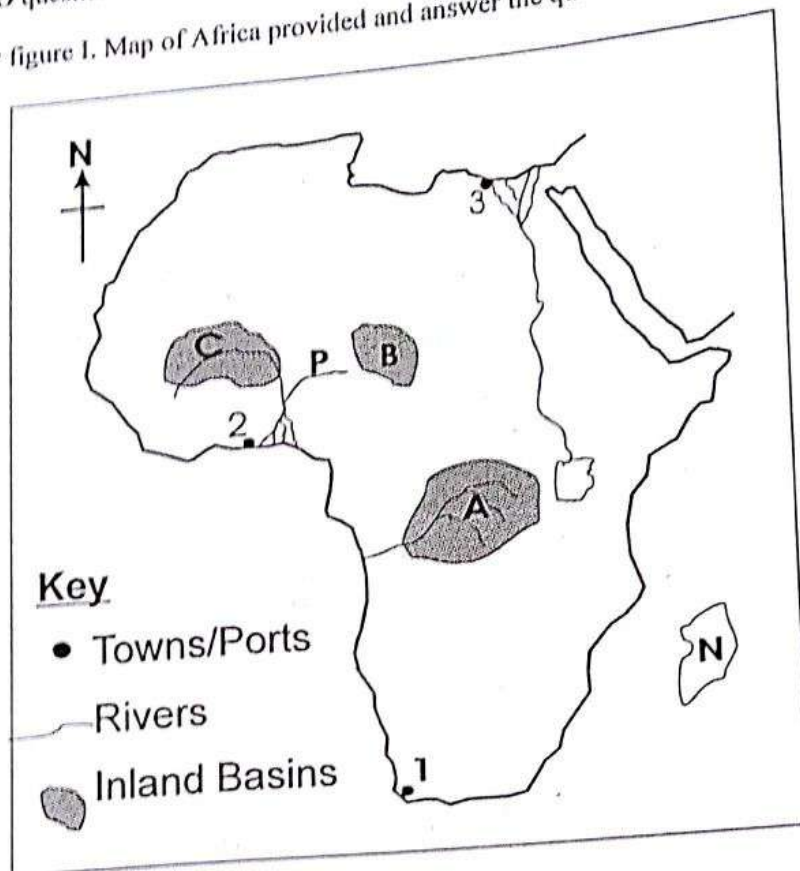 figure 1. Map of Africa provided and answer the
N
3
C
P
B
2
A
Key
Towns/Ports
N
Rivers
Inland Basins
1